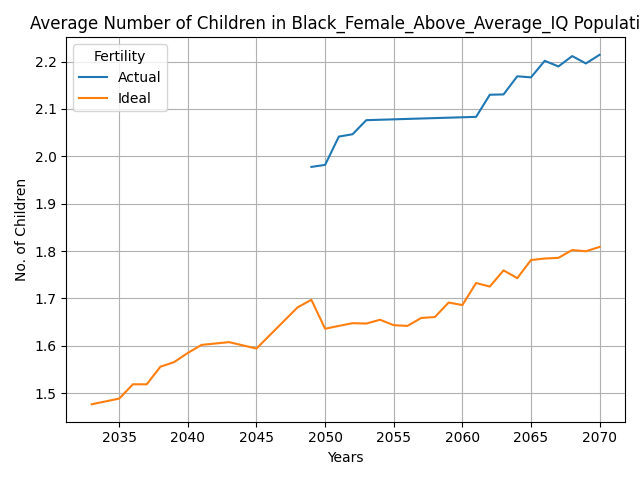 Average Number of Children in Black_Female_Above_Average_IQ Populati
Fertility
Actual
Ideal
2.2
2.1
2.0
1.9
1.8
1.7
1.6
1.5
No. of Children
2035 2040 2045 2050 2055 2060 2065 2070
Years